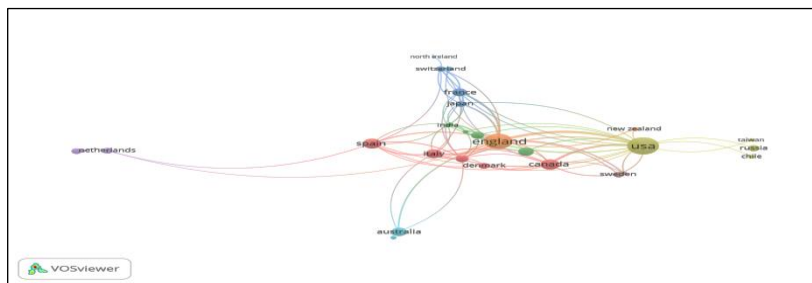 north ireland
switzerland
france
japan
india
new zealand
england
spain
usa
taiwan
russia
netherlands
italy
chile
denmark
canada
sweden
australia
VOSviewer